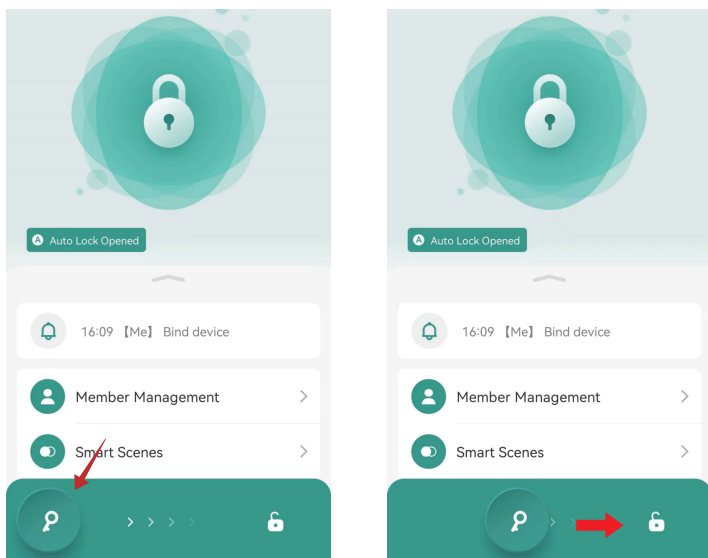 A Auto Lock Opened
16:09 【Me】 Bind device
Member Management
Smart Scenes
A Auto Lock Opened
16:09 【Me】 Bind device
Member Management
Smart Scenes